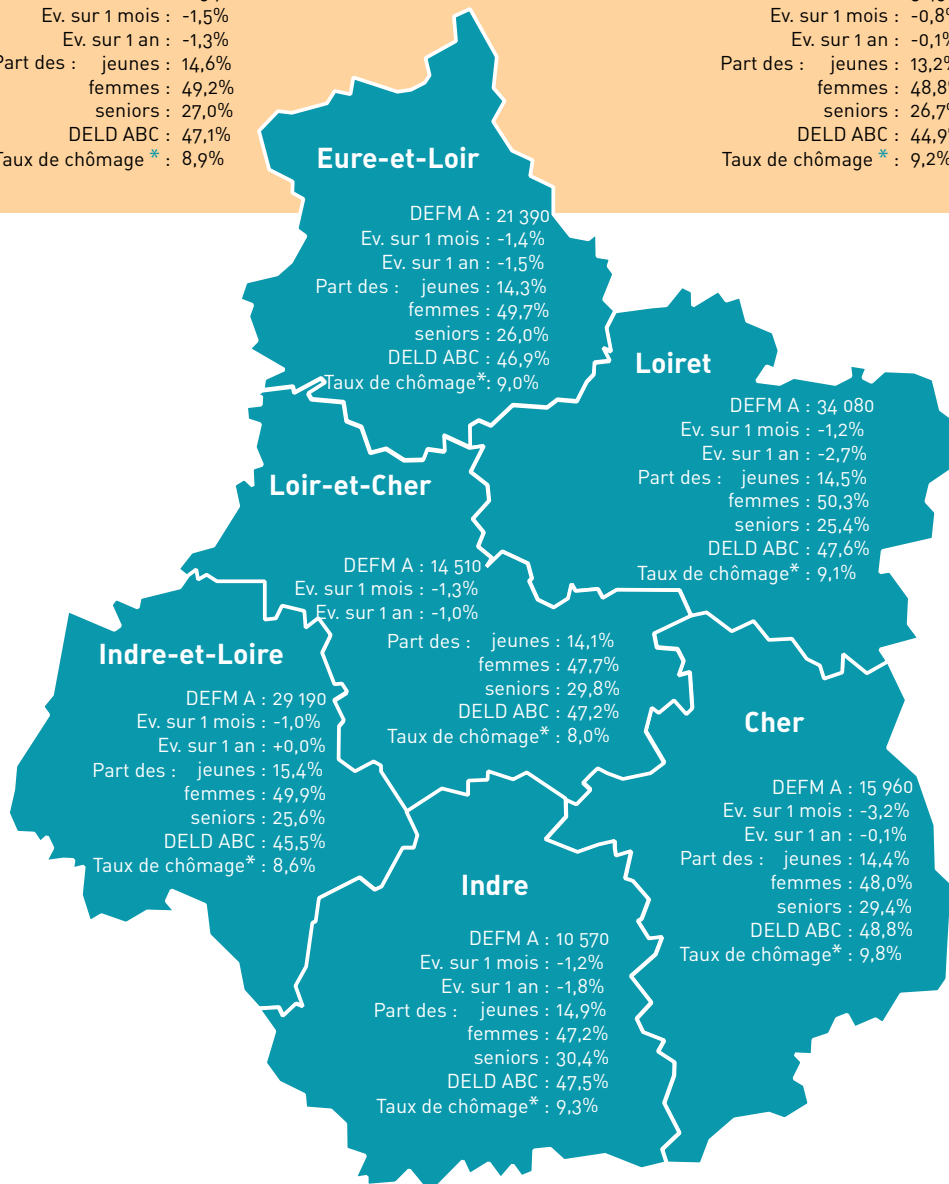 Ev. sur 1 mois : -1,5%
Ev. sur 1 an : -1,3%
Part des : jeunes : 14,6%
femmes : 49,2%
seniors : 27,0%
DELD ABC : 47,1%
Taux de chômage * : 8,9%
Ev. sur 1 mois : -0,8%
Ev. sur 1 an : -0,1%
Part des : jeunes : 13,2%
femmes : 48,8%
seniors : 26,7%
DELD ABC : 44,9%
Taux de chômage * : 9,2%
Eure-et-Loir
DEFM A : 21 390
Ev. sur 1 mois : -1,4%
Ev. sur 1 an : -1,5%
Part des : jeunes : 14,3%
femmes : 49,7%
seniors : 26,0%
DELD ABC : 46,9%
Taux de chômage* : 9,0%
Loiret
DEFM A : 34 080
Ev. sur 1 mois : -1,2%
Ev. sur 1 an : -2,7%
Part des : jeunes : 14,5%
femmes : 50,3%
seniors : 25,4%
DELD ABC : 47,6%
Taux de chômage* : 9,1%
Loir-et-Cher
DEFM A : 14 510
Ev. sur 1 mois : -1,3%
Ev. sur 1 an : -1,0%
Part des : jeunes : 14,1%
femmes : 47,7%
seniors : 29,8%
DELD ABC : 47,2%
Taux de chômage* : 8,0%
Indre-et-Loire
DEFM A : 29 190
Ev. sur 1 mois : -1,0%
Ev. sur 1 an : +0,0%
Part des : jeunes : 15,4%
femmes : 49,9%
seniors : 25,6%
DELD ABC : 45,5%
Taux de chômage* : 8,6%
Cher
DEFM A : 15 960
Ev. sur 1 mois : -3,2%
Ev. sur 1 an : -0,1%
Part des : jeunes : 14,4%
femmes : 48,0%
seniors : 29,4%
DELD ABC : 48,8%
Taux de chômage* : 9,8%
Indre
DEFM A : 10 570
Ev. sur 1 mois : -1,2%
Ev. sur 1 an : -1,8%
Part des : jeunes : 14,9%
femmes : 47,2%
seniors : 30,4%
DELD ABC : 47,5%
Taux de chômage* : 9,3%